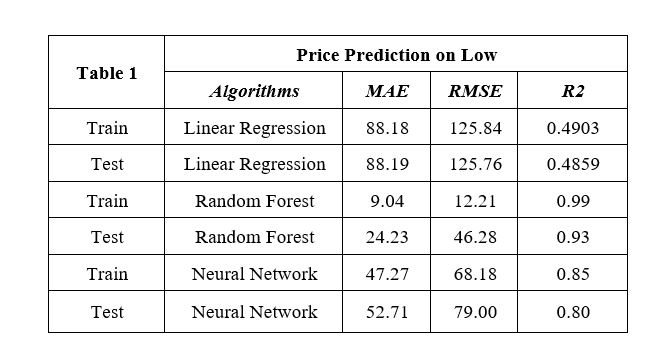 Table 1
Price Prediction on Low
Algorithms MAE RMSE R2
Train Linear Regression 88.18 125.84 0.4903
Test Linear Regression 88.19 125.76 0.4859
Train Random Forest 9.04 12.21 0.99
Test Random Forest 24.23 46.28 0.93
Train Neural Network 47.27 68.18 0.85
Test Neural Network 52.71 79.00 0.80